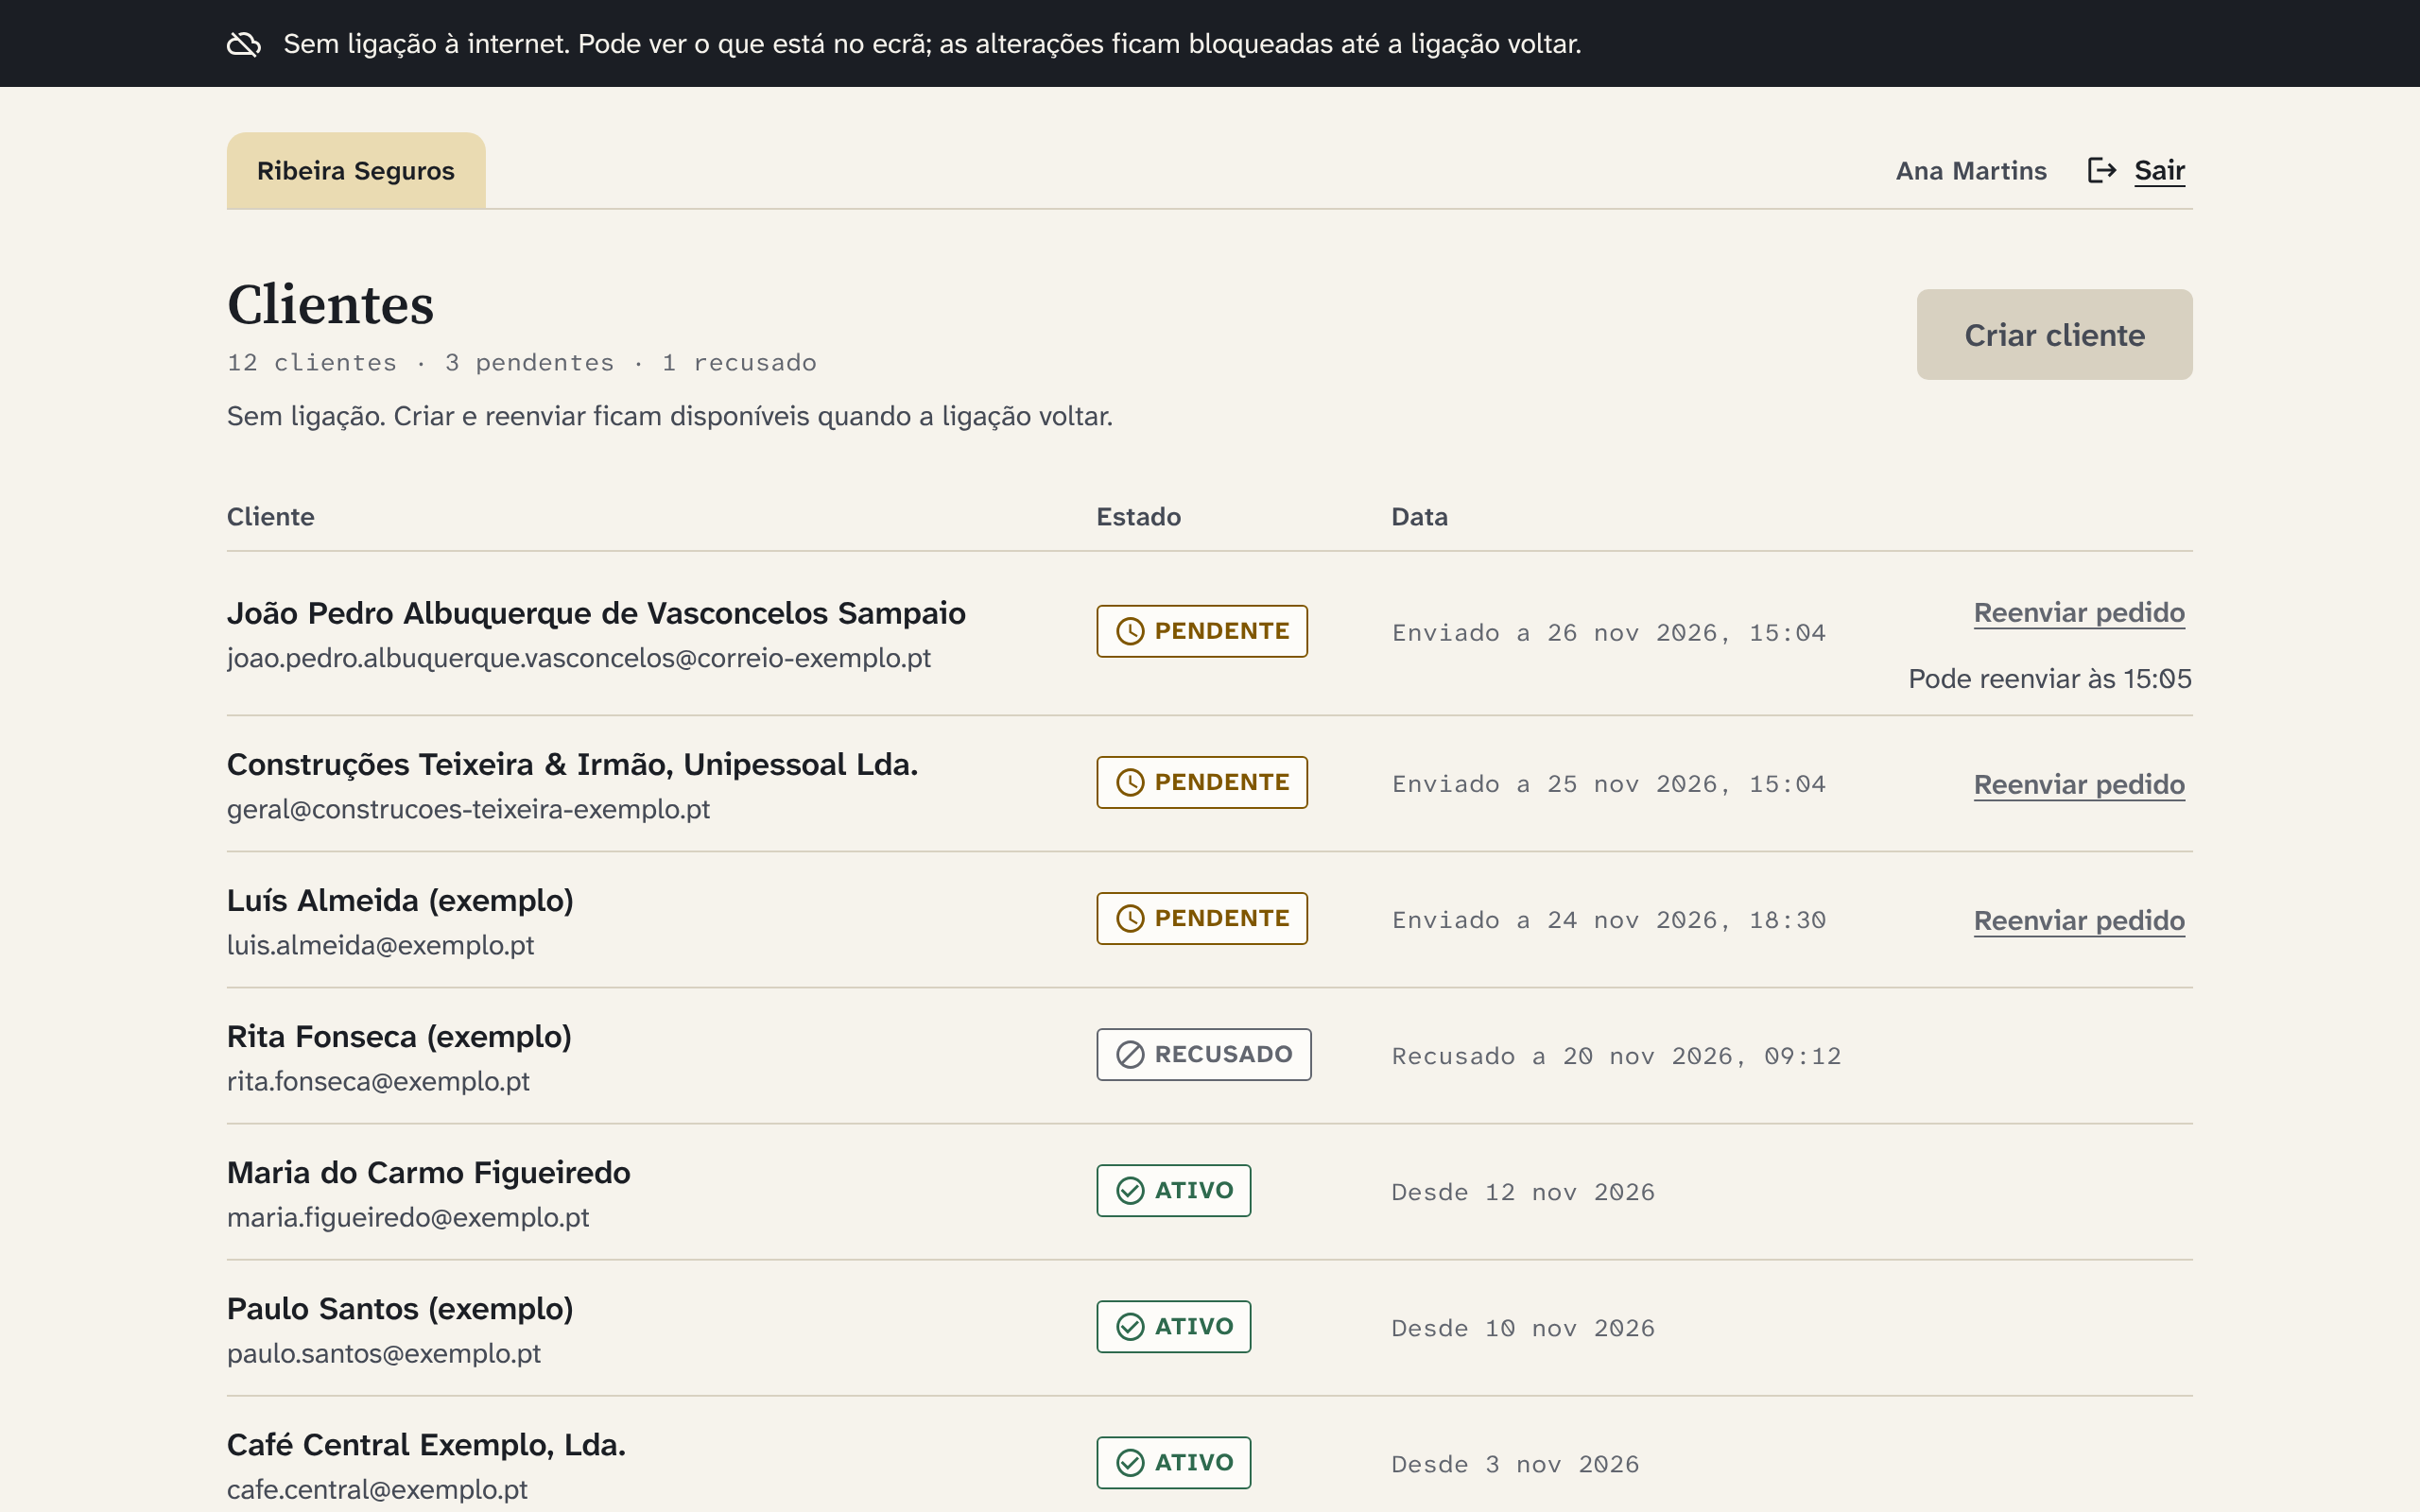 Sem ligação à internet. Pode ver o que está no ecrã; as alterações ficam bloqueadas até a ligação voltar.
Ribeira Seguros
Ana Martins
Sair
Clientes
12 clientes · 3 pendentes · 1 recusado
Sem ligação. Criar e reenviar ficam disponíveis quando a ligação voltar.
Criar cliente
Cliente Estado Data
João Pedro Albuquerque de Vasconcelos Sampaio
joao.pedro.albuquerque.vasconcelos@correio-exemplo.pt
PENDENTE
Enviado a 26 nov 2026, 15:04
Reenviar pedido
Pode reenviar às 15:05
Construções Teixeira & Irmão, Unipessoal Lda.
geral@construcoes-teixeira-exemplo.pt
PENDENTE
Enviado a 25 nov 2026, 15:04
Reenviar pedido
Luís Almeida (exemplo)
luis.almeida@exemplo.pt
PENDENTE
Enviado a 24 nov 2026, 18:30
Reenviar pedido
Rita Fonseca (exemplo)
rita.fonseca@exemplo.pt
RECUSADO
Recusado a 20 nov 2026, 09:12
Maria do Carmo Figueiredo
maria.figueiredo@exemplo.pt
ATIVO
Desde 12 nov 2026
Paulo Santos (exemplo)
paulo.santos@exemplo.pt
ATIVO
Desde 10 nov 2026
Café Central Exemplo, Lda.
cafe.central@exemplo.pt
ATIVO
Desde 3 nov 2026